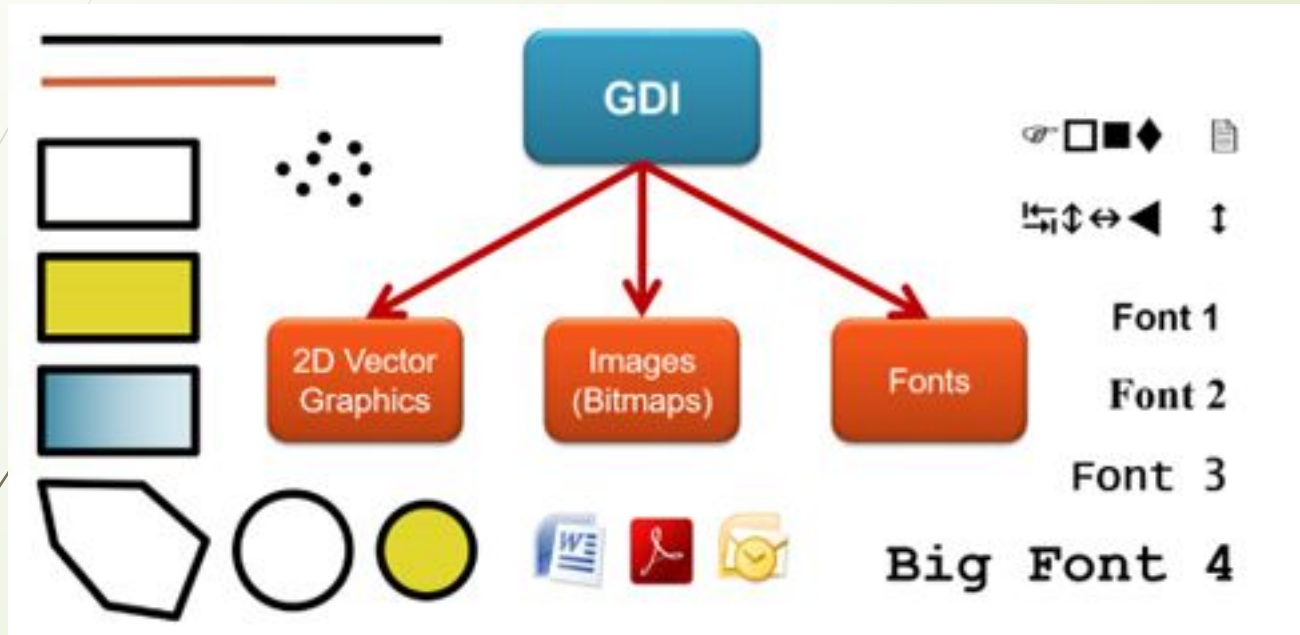 GDI
2D Vector
Graphics
Images
(Bitmaps)
Fonts
Font 1
Font 2
Font 3
Big Font 4
W